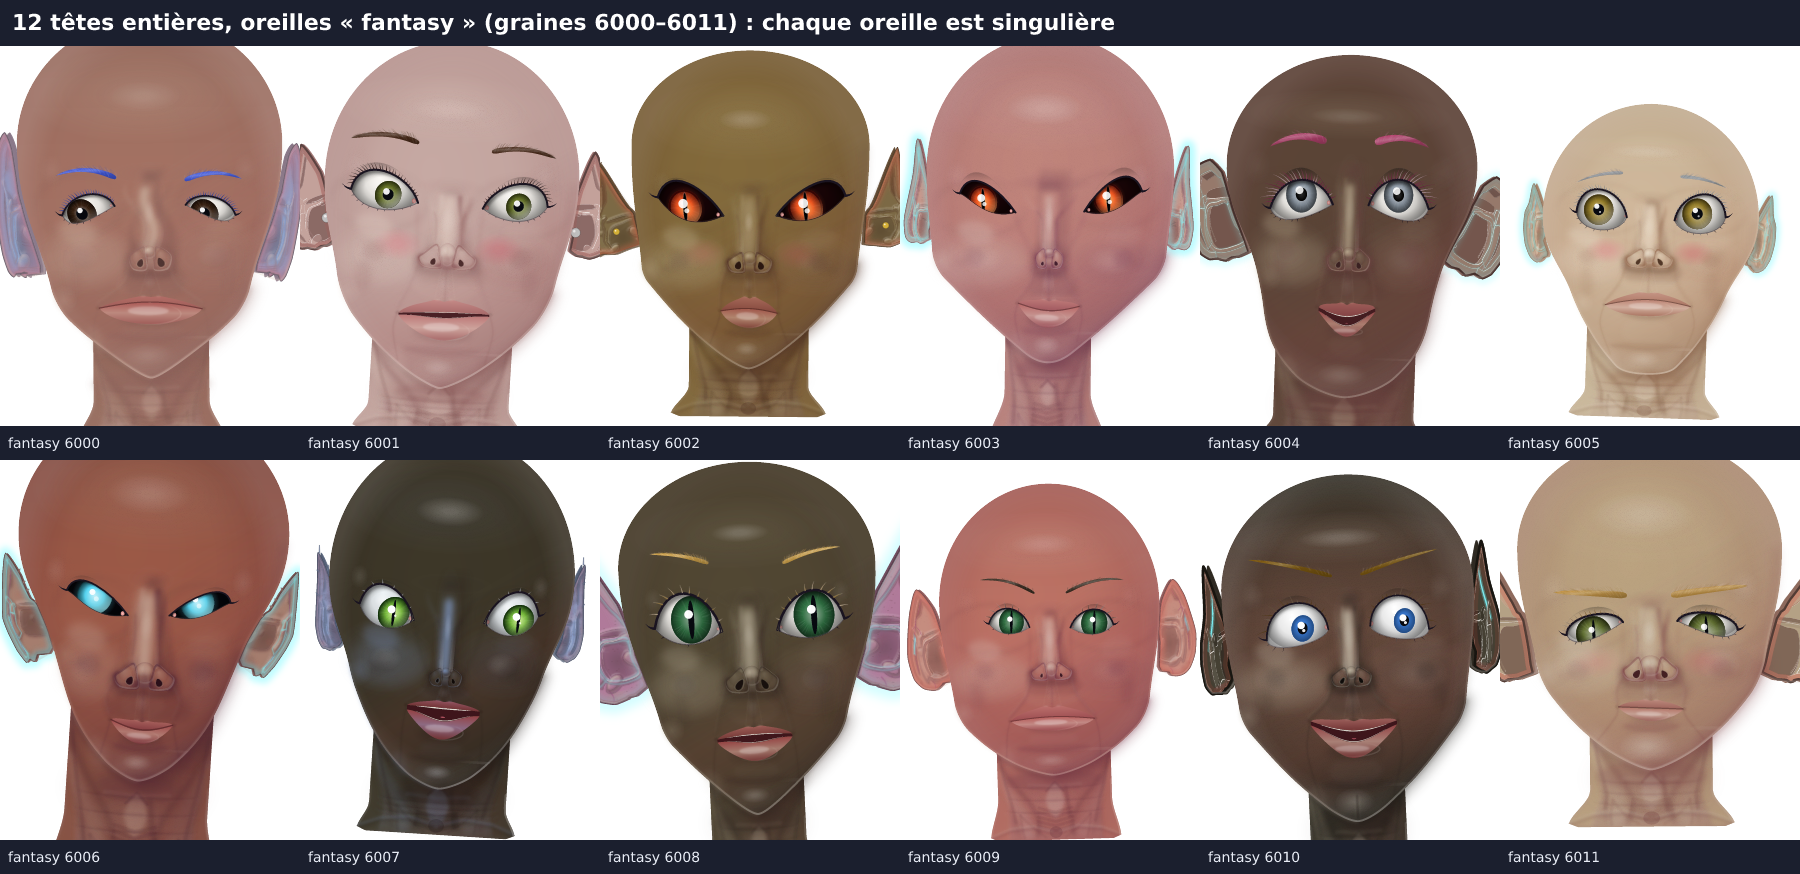 12 têtes entières, oreilles « fantasy » (graines 6000–6011) : chaque oreille est singulière
fantasy 6000
fantasy 6001
fantasy 6002
fantasy 6003
fantasy 6004
fantasy 6005
fantasy 6006
fantasy 6007
fantasy 6008
fantasy 6009
fantasy 6010
fantasy 6011